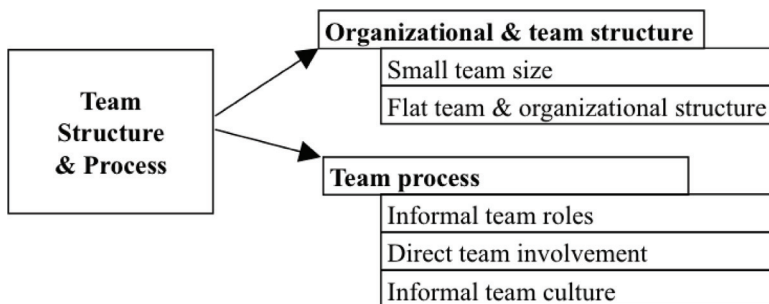 Team
Structure
& Process
Organizational & team structure
Small team size
Flat team & organizational structure
Team process
Informal team roles
Direct team involvement
Informal team culture